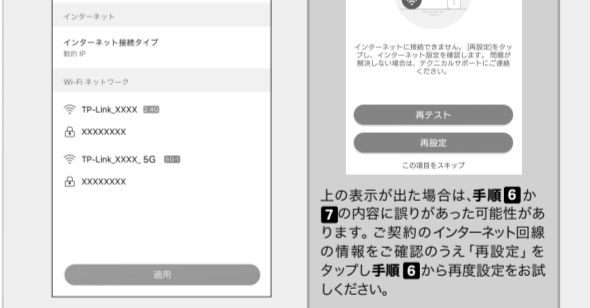 インターネット
インターネット接続タイプ
動的 IP
Wi-Fi ネットワーク
TP-Link_XXXX 2.4G
XXXXXXXX
TP-Link_XXXX_5G 5G-1
XXXXXXXX
適用
インターネットに接続できません。[再設定]をタッ
プし、インターネット設定を確認します。 問題が
解決しない場合は、テクニカルサポートにご連絡
ください。
再テスト
再設定
この項目をスキップ
上の表示が出た場合は、手順6か
7の内容に誤りがあった可能性があ
ります。ご契約のインターネット回線
の情報をご確認のうえ「再設定」を
タップし手順6から再度設定をお試
しください。